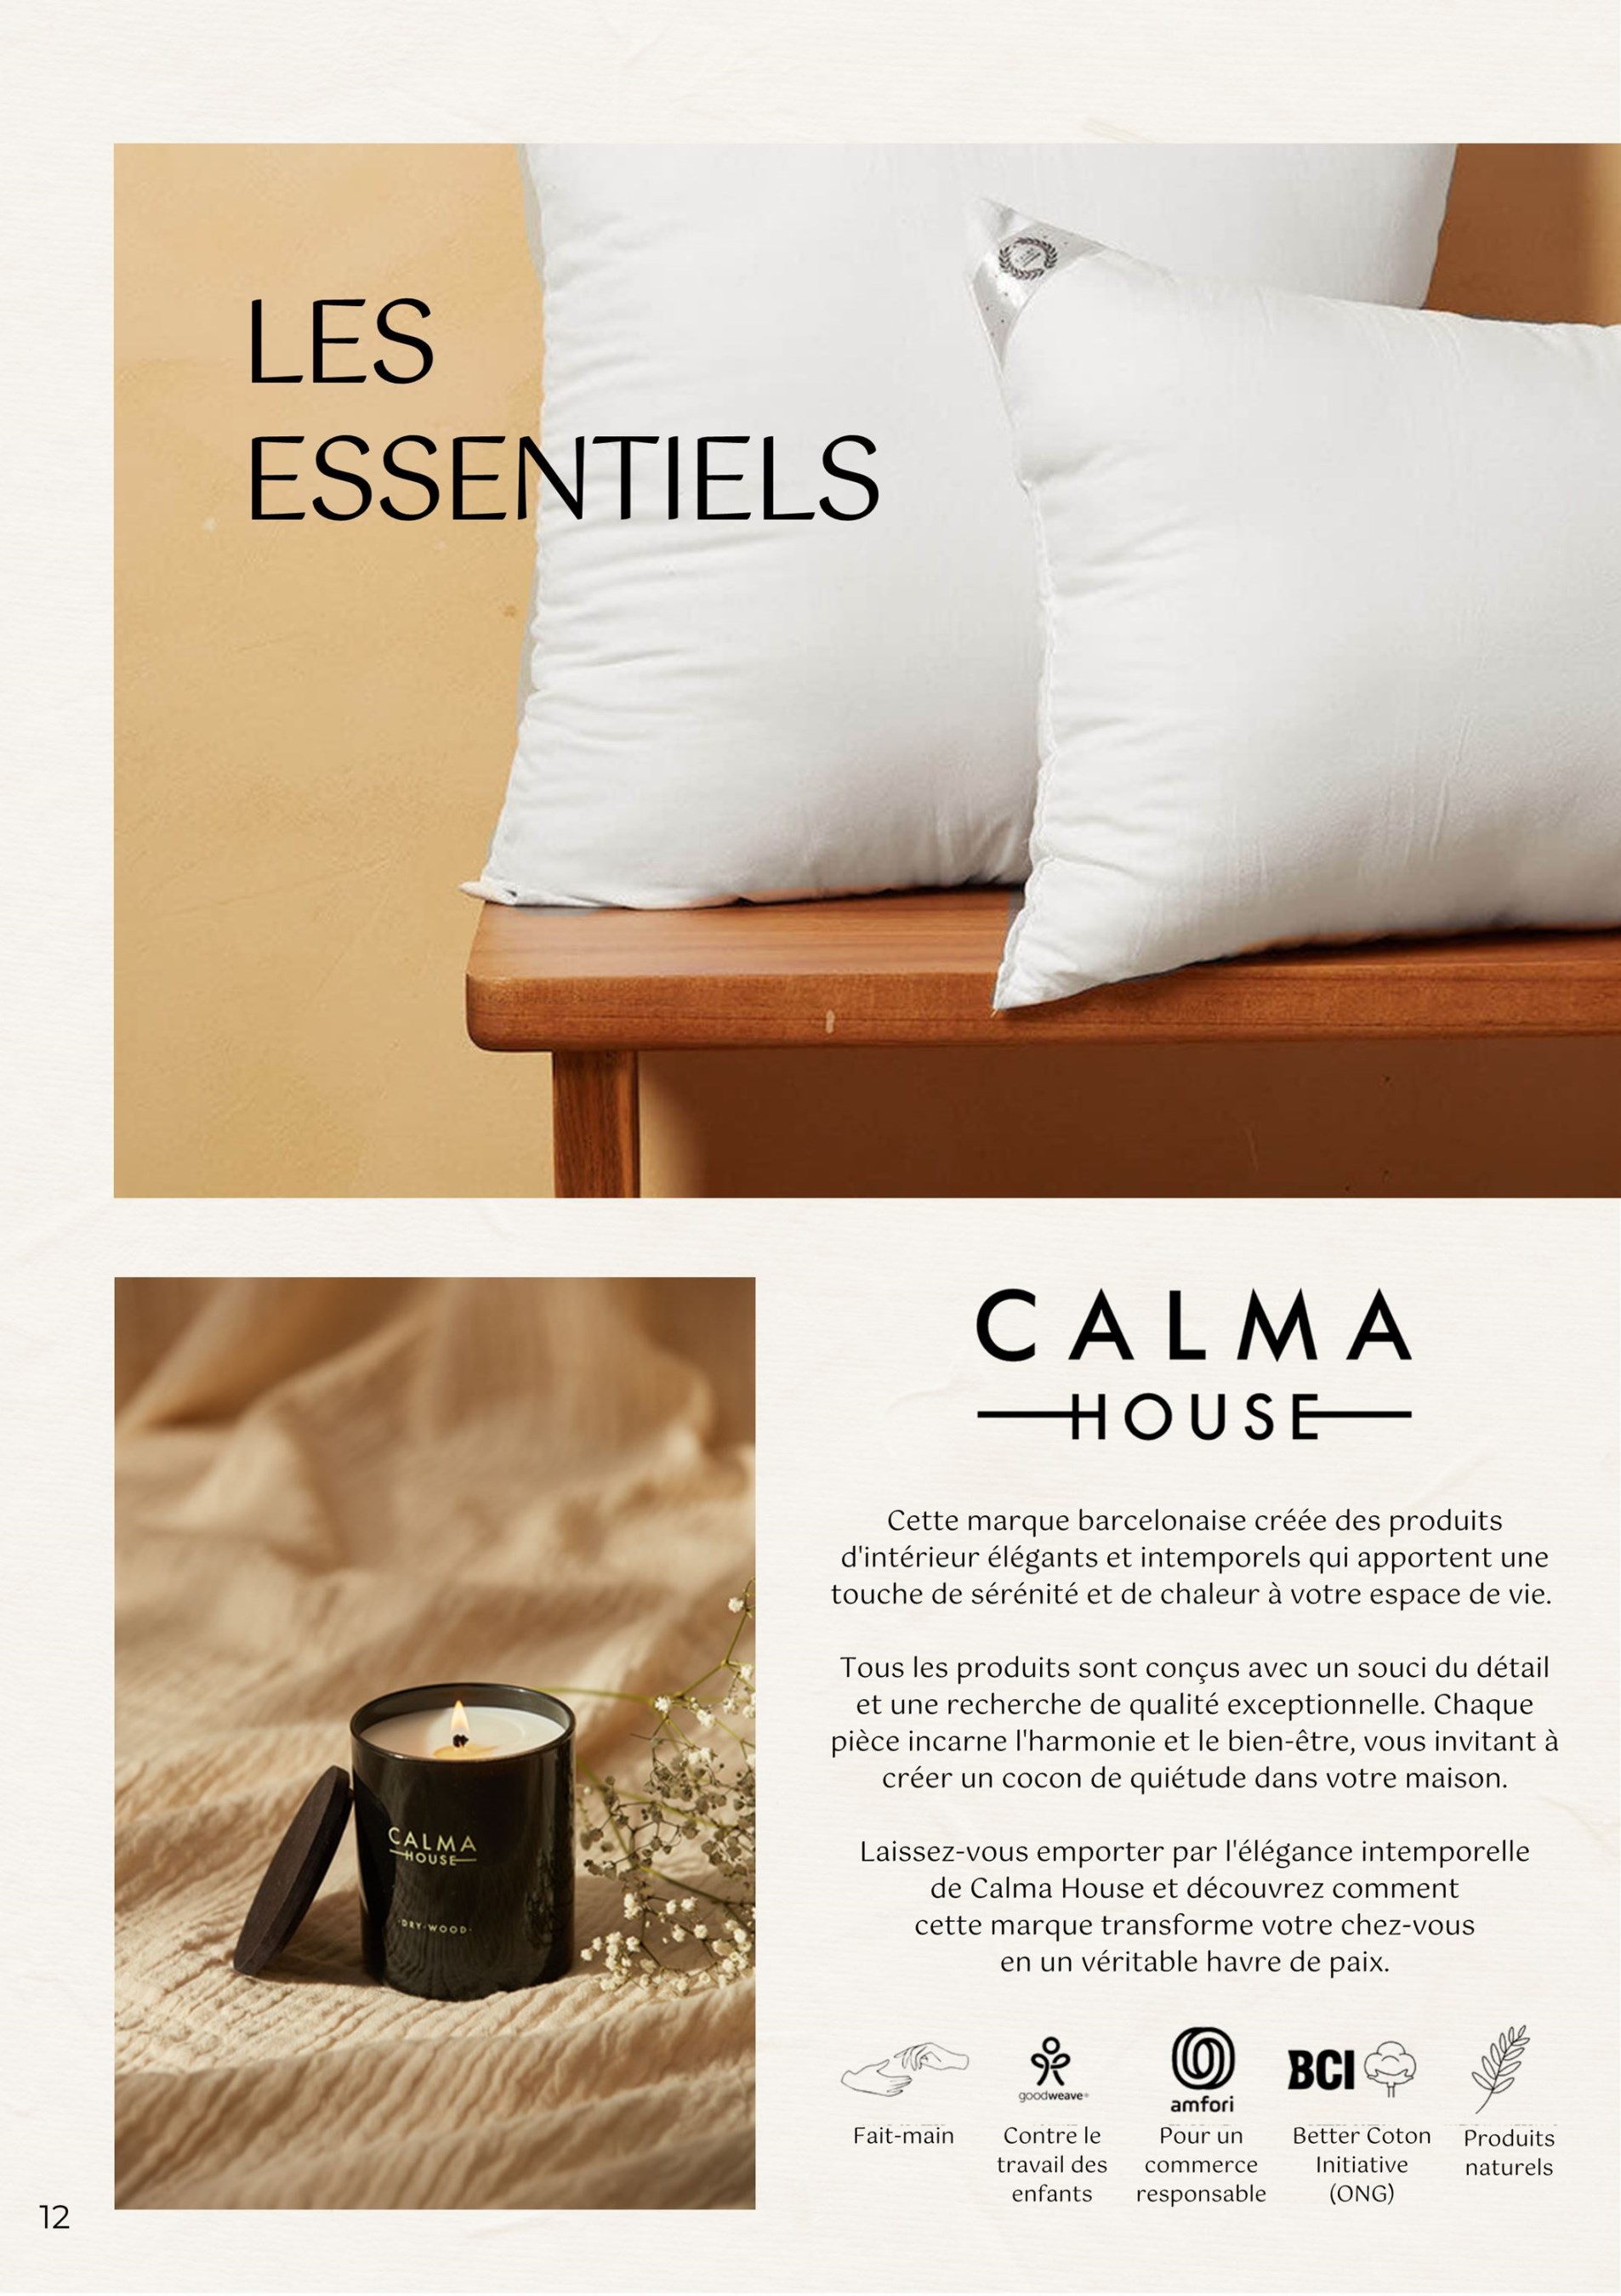 LES
ESSENTIELS
CALMA
HOUSE
Cette marque barcelonaise créée des produits
d'intérieur élégants et intemporels qui apportent une
touche de sérénité et de chaleur à votre espace de vie.
Tous les produits sont conçus avec un souci du détail
et une recherche de qualité exceptionnelle. Chaque
pièce incarne l'harmonie et le bien-être, vous invitant à
créer un cocon de quiétude dans votre maison.
Laissez-vous emporter par l'élégance intemporelle
de Calma House et découvrez comment
cette marque transforme votre chez-vous
en un véritable havre de paix.
CALMA
HOUSE
·DRY·WOOD·
goodweave®
amfori
BCI
Fait-main
Contre le
travail des
enfants
Pour un
commerce
responsable
Better Coton
Initiative
(ONG)
Produits
naturels
12